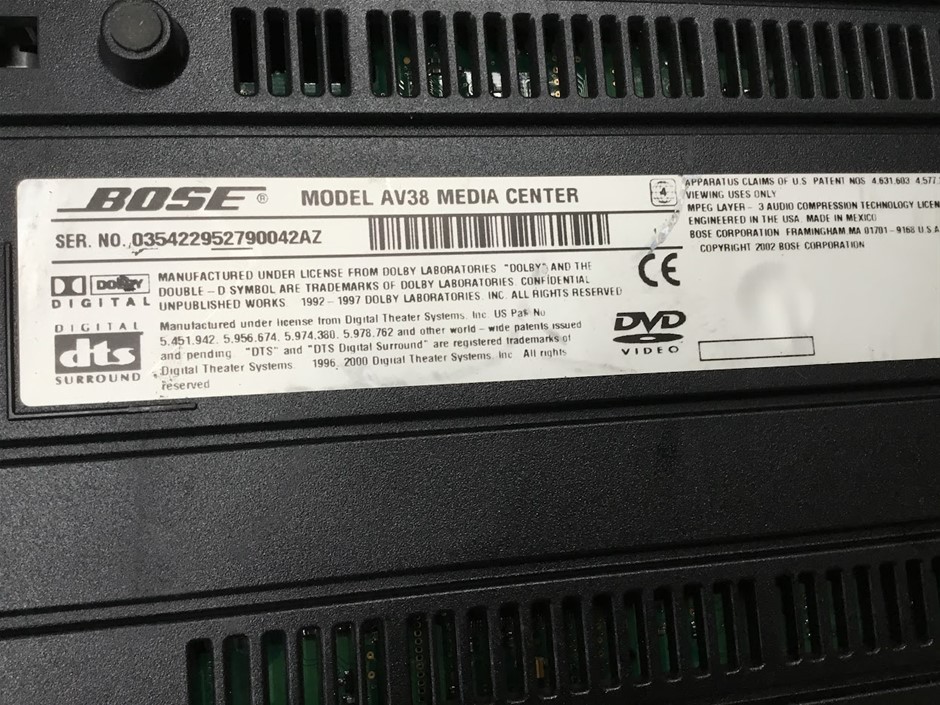 BOSE® MODEL AV38 MEDIA CENTER
SER. NO. 035422952790042AZ
DOLBY
DIGITAL
MANUFACTURED UNDER LICENSE FROM DOLBY LABORATORIES "DOLBY" AND THE
DOUBLE-D SYMBOL ARE TRADEMARKS OF DOLBY LABORATORIES. CONFIDENTIAL
UNPUBLISHED WORKS 1992-1997 DOLBY LABORATORIES, INC. ALL RIGHTS RESERVED
DIGITAL
dts
SURROUND
Manufactured under license from Digital Theater Systems, Inc. US Pat. No
5.451.942, 5.956.674, 5.974.380, 5.978.762 and other world-wide patents issued
and pending "DTS" and "DTS Digital Surround" are registered trademarks of
Digital Theater Systems 1996, 2000 Digital Theater Systems, Inc All rights
reserved
CE
DVD
VIDEO
4
APPARATUS CLAIMS OF U.S. PATENT NOS 4.631.603 4.577
VIEWING USES ONLY
MPEG LAYER-3 AUDIO COMPRESSION TECHNOLOGY LICEN
ENGINEERED IN THE USA. MADE IN MEXICO
BOSE CORPORATION FRAMINGHAM MA 01701-9168 U.S.A
COPYRIGHT 2002 BOSE CORPORATION